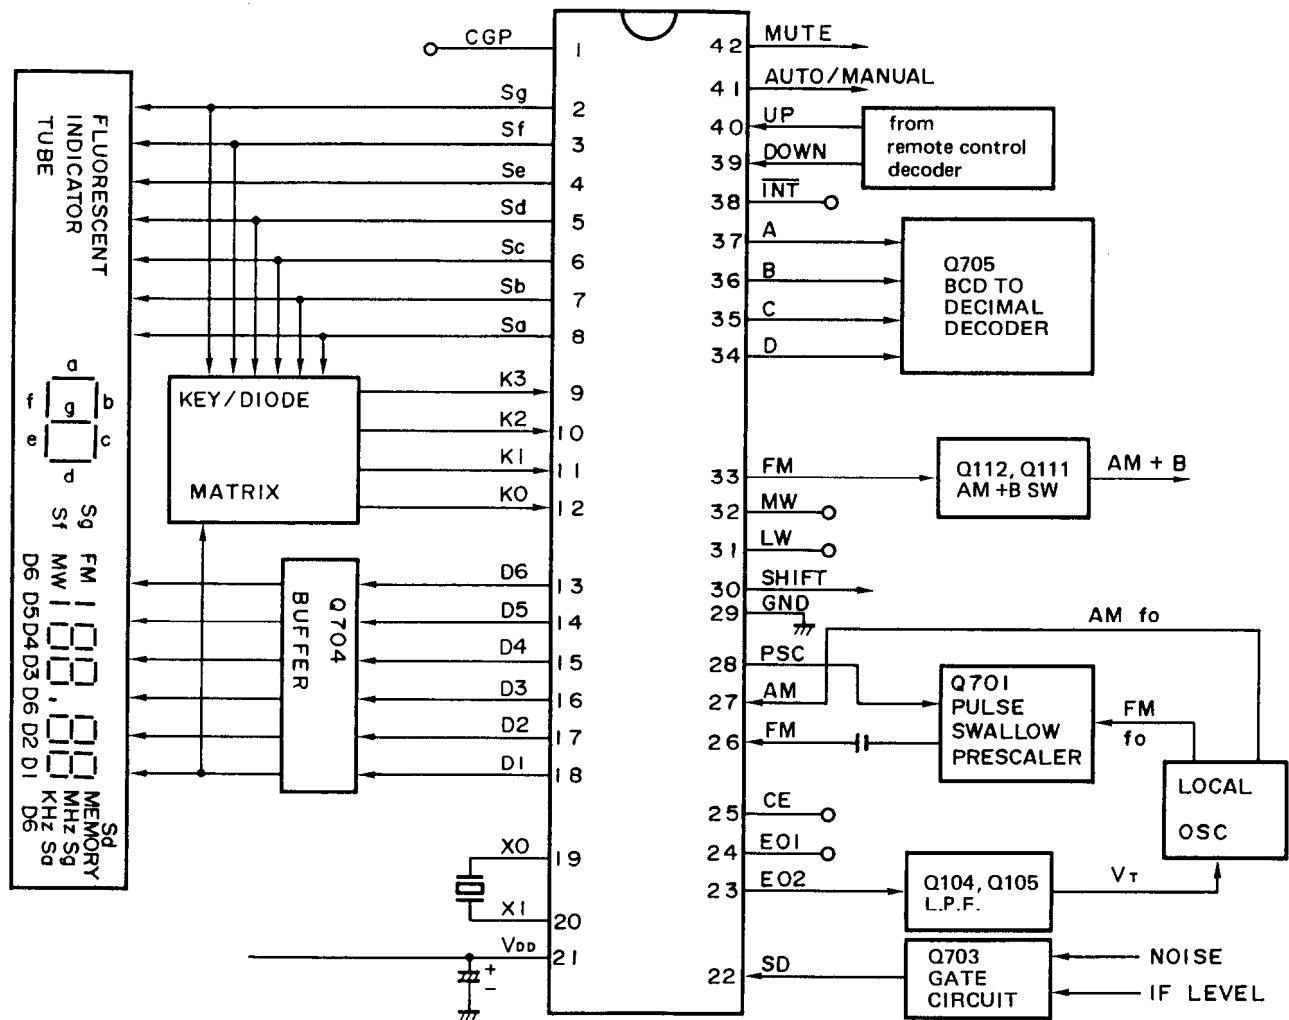 CGP
1
Sg
2
Sf
3
Se
4
Sd
5
Sc
6
Sb
7
Sa
8
K3
9
K2
10
K1
11
K0
12
D6
13
D5
14
D4
15
D3
16
D2
17
D1
18
X0
19
X1
20
VDD
21
+
−
FLUORESCENT
INDICATOR
TUBE
a
f
g
b
e
c
d
KEY/DIODE
MATRIX
Q704
BUFFER
Sg
Sf
FM
MW
D6 D5 D4 D3 D6 D2 D1 D6
Sd
MEMORY
MHz Sg
KHz Sa
42 MUTE
41 AUTO/MANUAL
40 UP
39 DOWN
from
remote control
decoder
38 INT
37 A
36 B
35 C
34 D
Q705
BCD TO
DECIMAL
DECODER
33 FM
Q112, Q111
AM +B SW
AM + B
32 MW
31 LW
30 SHIFT
29 GND
AM fo
28 PSC
27 AM
26 FM
Q701
PULSE
SWALLOW
PRESCALER
FM
fo
LOCAL
OSC
25 CE
24 EO1
23 EO2
Q104, Q105
L.P.F.
VT
22 SD
Q703
GATE
CIRCUIT
NOISE
IF LEVEL